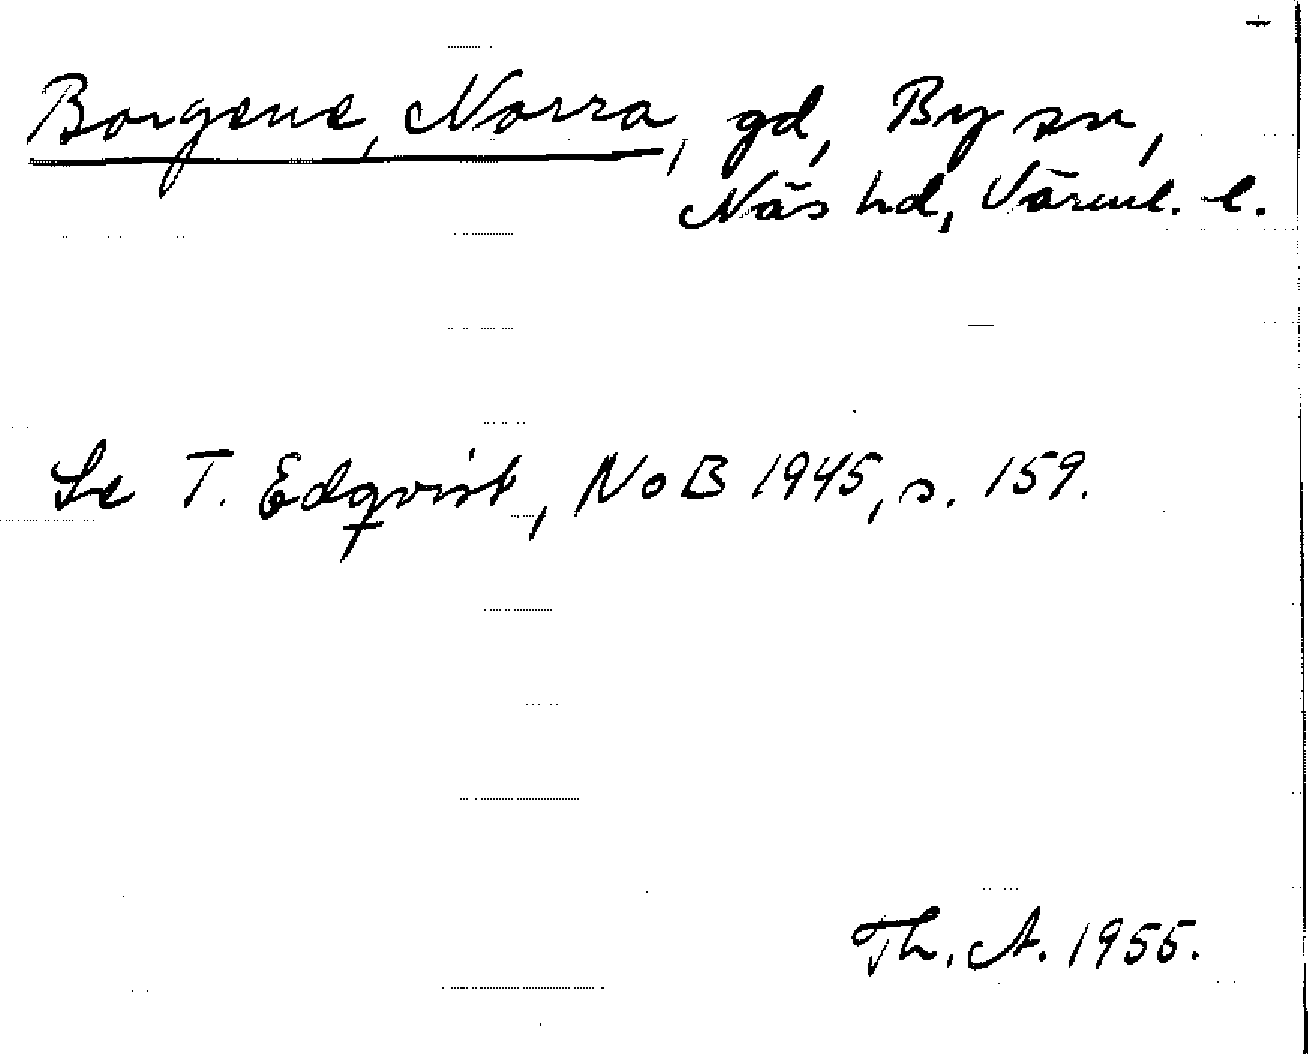 Borgene, Norra, gd, By sn,
Näs hd, Värml. l.
Se T. Edqvist, NoB 1945, s. 159.
Th. A. 1955.